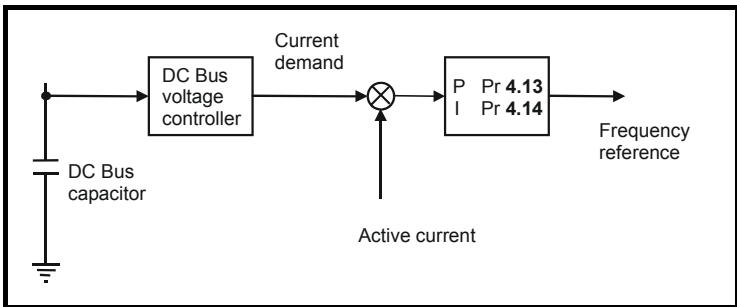 Current
demand
DC Bus
voltage
controller
P Pr 4.13
I Pr 4.14
Frequency
reference
DC Bus
capacitor
Active current